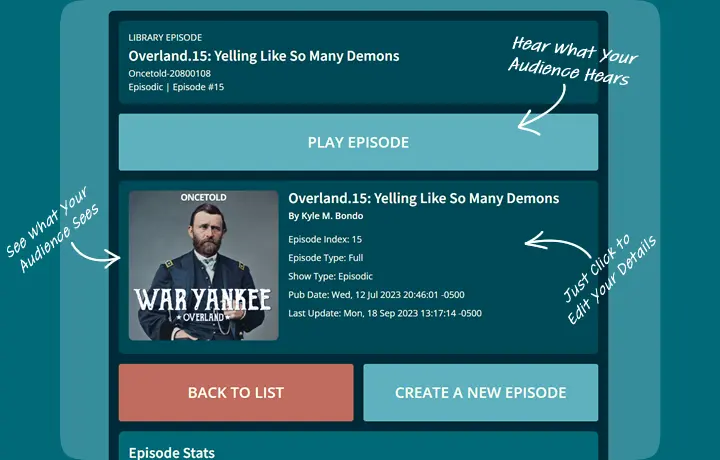 LIBRARY EPISODE
Overland.15: Yelling Like So Many Demons
Oncetold-20800108
Episodic | Episode #15
Hear What Your
Audience Hears
PLAY EPISODE
See What Your
Audience Sees
ONCETOLD
WAR YANKEE
OVERLAND
Overland.15: Yelling Like So Many Demons
By Kyle M. Bondo
Episode Index: 15
Episode Type: Full
Show Type: Episodic
Pub Date: Wed, 12 Jul 2023 20:46:01 -0500
Last Update: Mon, 18 Sep 2023 13:17:14 -0500
Just Click to
Edit Your Details
BACK TO LIST
CREATE A NEW EPISODE
Episode Stats